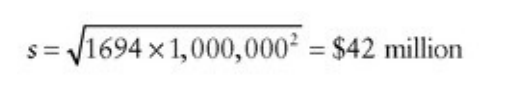 s = √1694 × 1,000,000² = $42 million